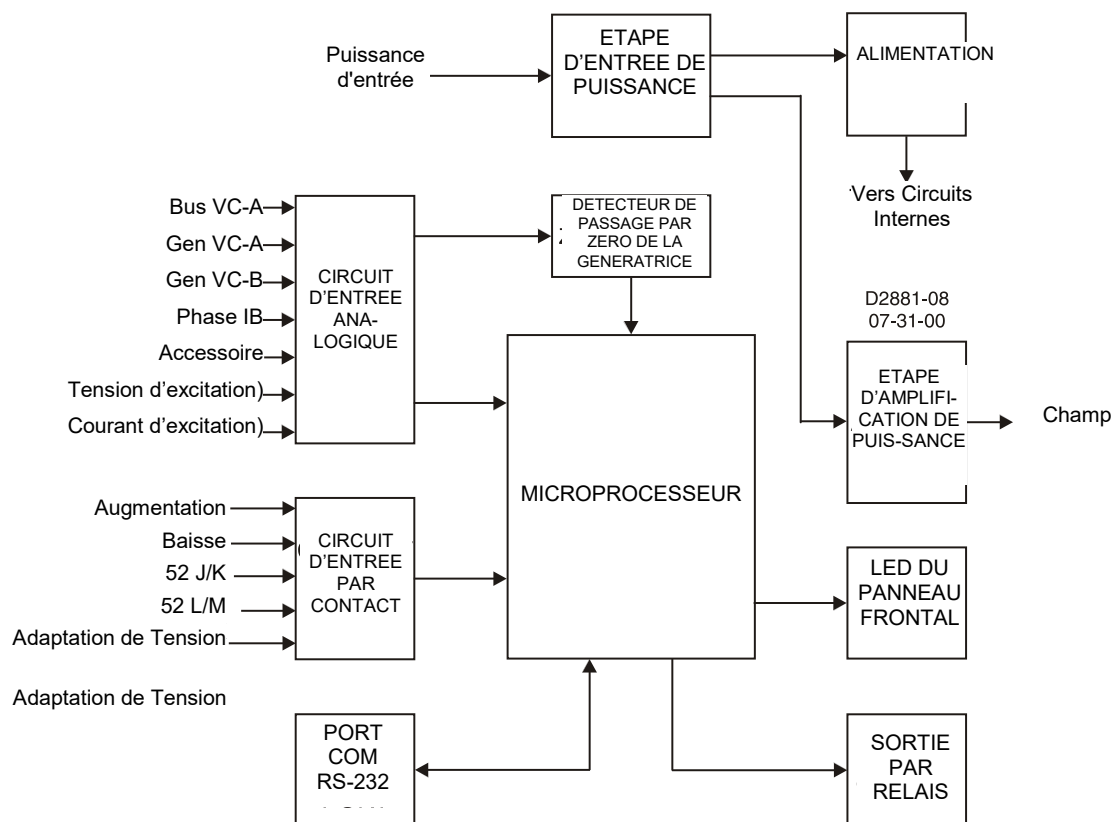 Puissance
d'entrée
ETAPE
D'ENTREE DE
PUISSANCE
ALIMENTATION
Vers Circuits
Internes
Bus VC-A
Gen VC-A
Gen VC-B
Phase IB
Accessoire
Tension d'excitation)
Courant d'excitation)
CIRCUIT
D'ENTREE
ANA-
LOGIQUE
DETECTEUR DE
PASSAGE PAR
ZERO DE LA
GENERATRICE
D2881-08
07-31-00
ETAPE
D'AMPLIFI-
CATION DE
PUIS-SANCE
Champ
MICROPROCESSEUR
Augmentation
Baisse
52 J/K
52 L/M
Adaptation de Tension
CIRCUIT
D'ENTREE
PAR
CONTACT
LED DU
PANNEAU
FRONTAL
Adaptation de Tension
PORT
COM
RS-232
SORTIE
PAR
RELAIS